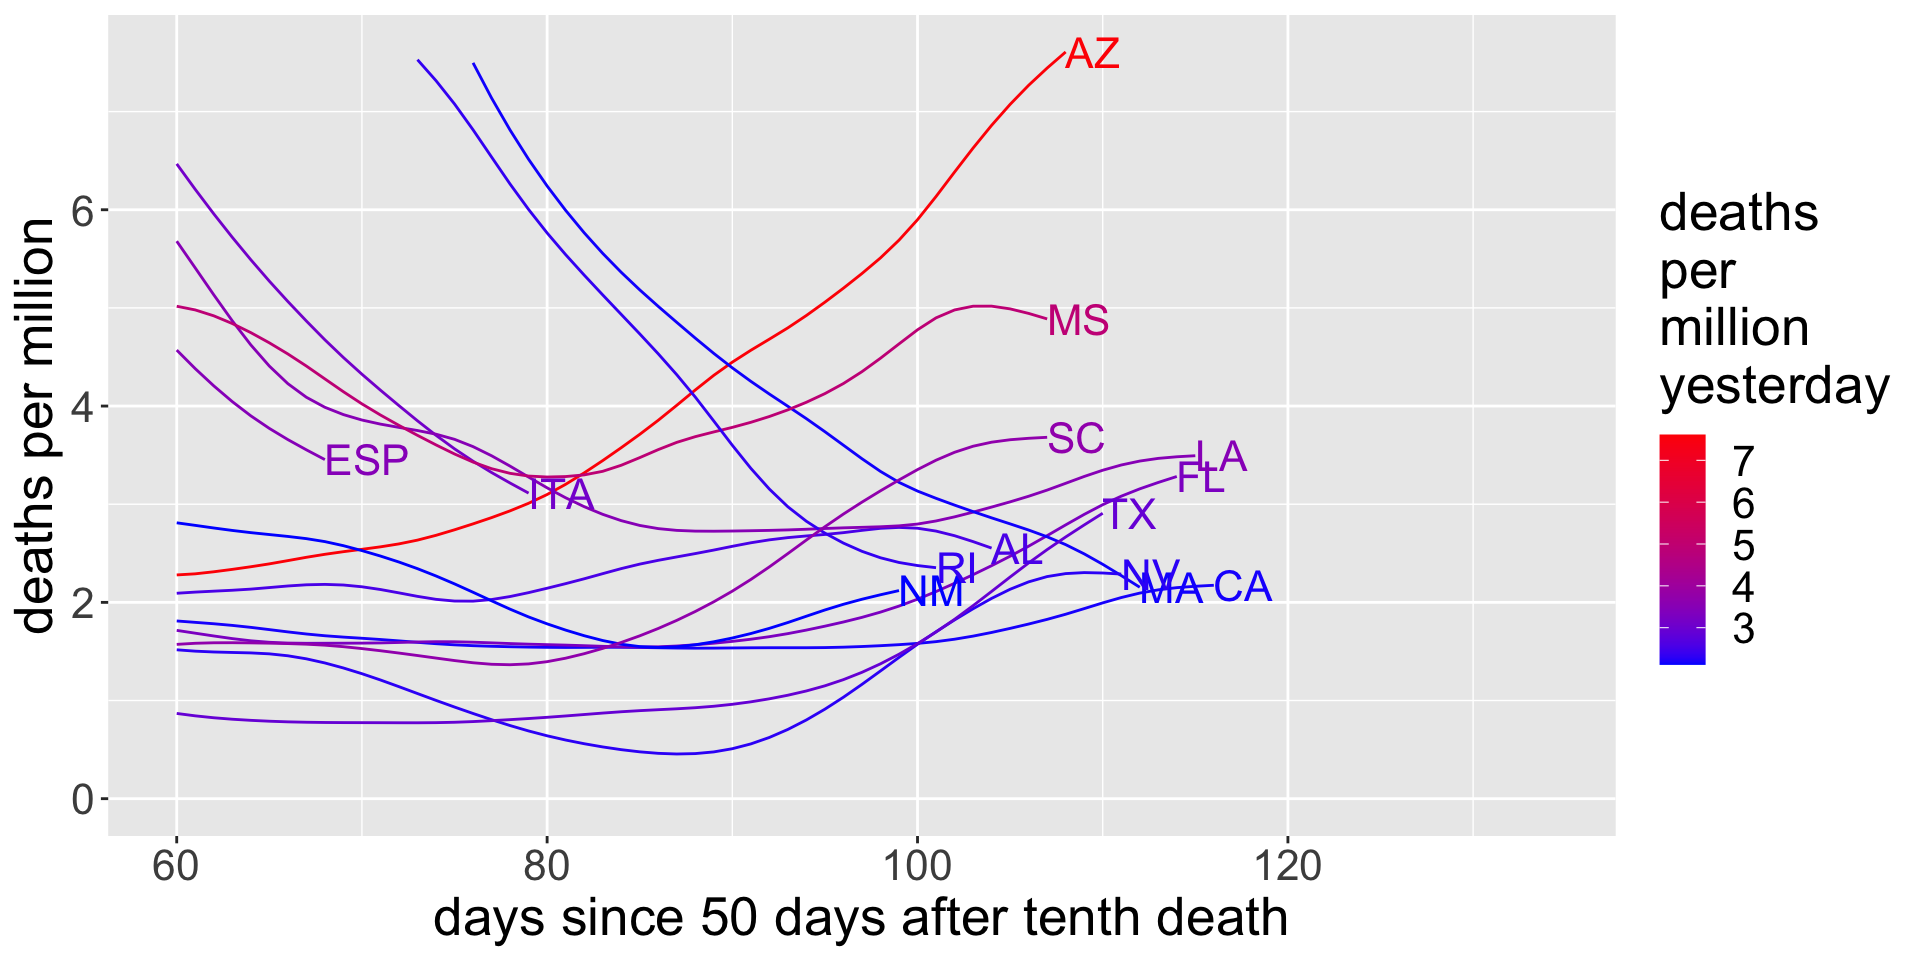 deaths per million
6
4
2
0
AZ
MS
SC
LA
FL
ESP
ITA
TX
AL
RI
NV
NM
MA
CA
60
80
100
120
days since 50 days after tenth death
deaths
per
million
yesterday
7
6
5
4
3